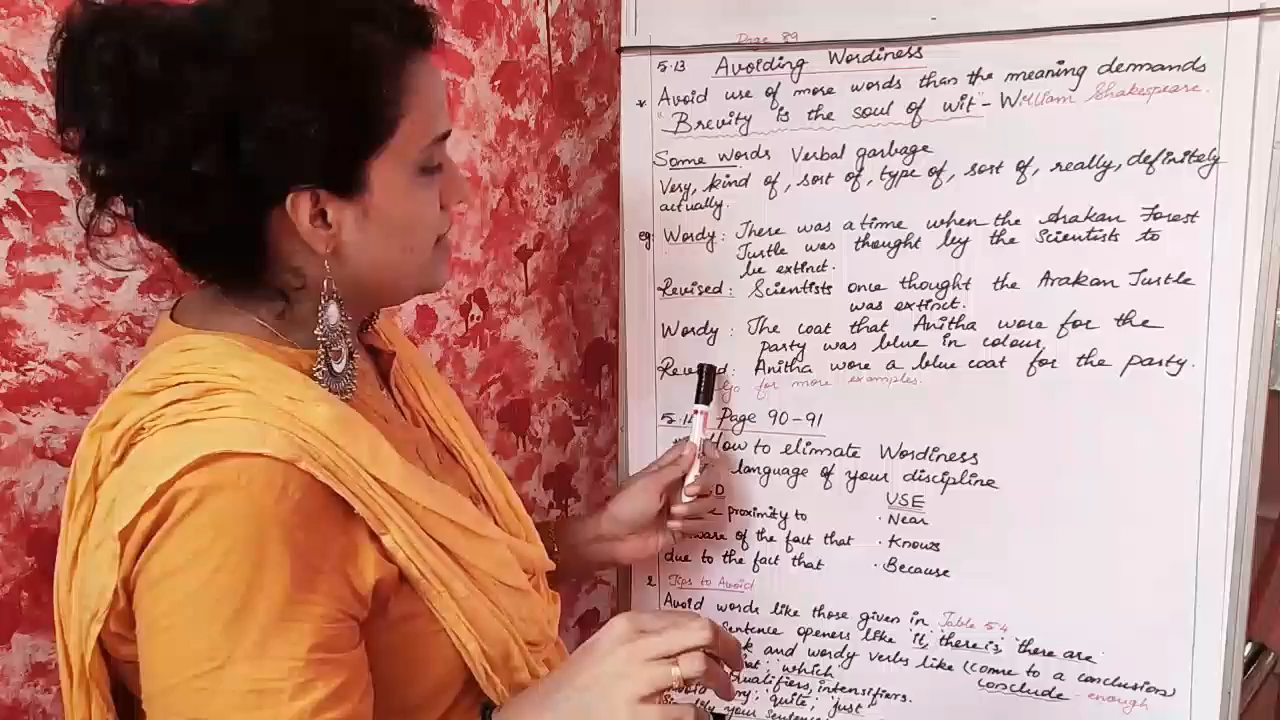 Page 89
5.13 Avoiding Wordiness
* Avoid use of more words than the meaning demands
"Brevity is the soul of wit" - William Shakespeare.
Some words Verbal garbage
Very, kind of, sort of, type of, sort of, really, definitely
actually.
eg: Wordy: There was a time when the Arakan Forest
Turtle was thought by the Scientists to
be extinct.
Revised: Scientists once thought the Arakan Turtle
was extinct.
Wordy: The coat that Anitha wore for the
party was blue in colour.
Anitha wore a blue coat for the party.
Go for more examples.
Page 90-91
How to elimate Wordiness
language of your discipline
USE
proximity to · Near
of the fact that · Knows
due to the fact that · Because
2 Tips to Avoid
Avoid words like those given in Table 5.4
Sentence openers like it, there is, there are
and wordy verbs like (come to a conclusion)
which conclude - enough
Qualifiers, intensifiers.
quite, just"
your sentence